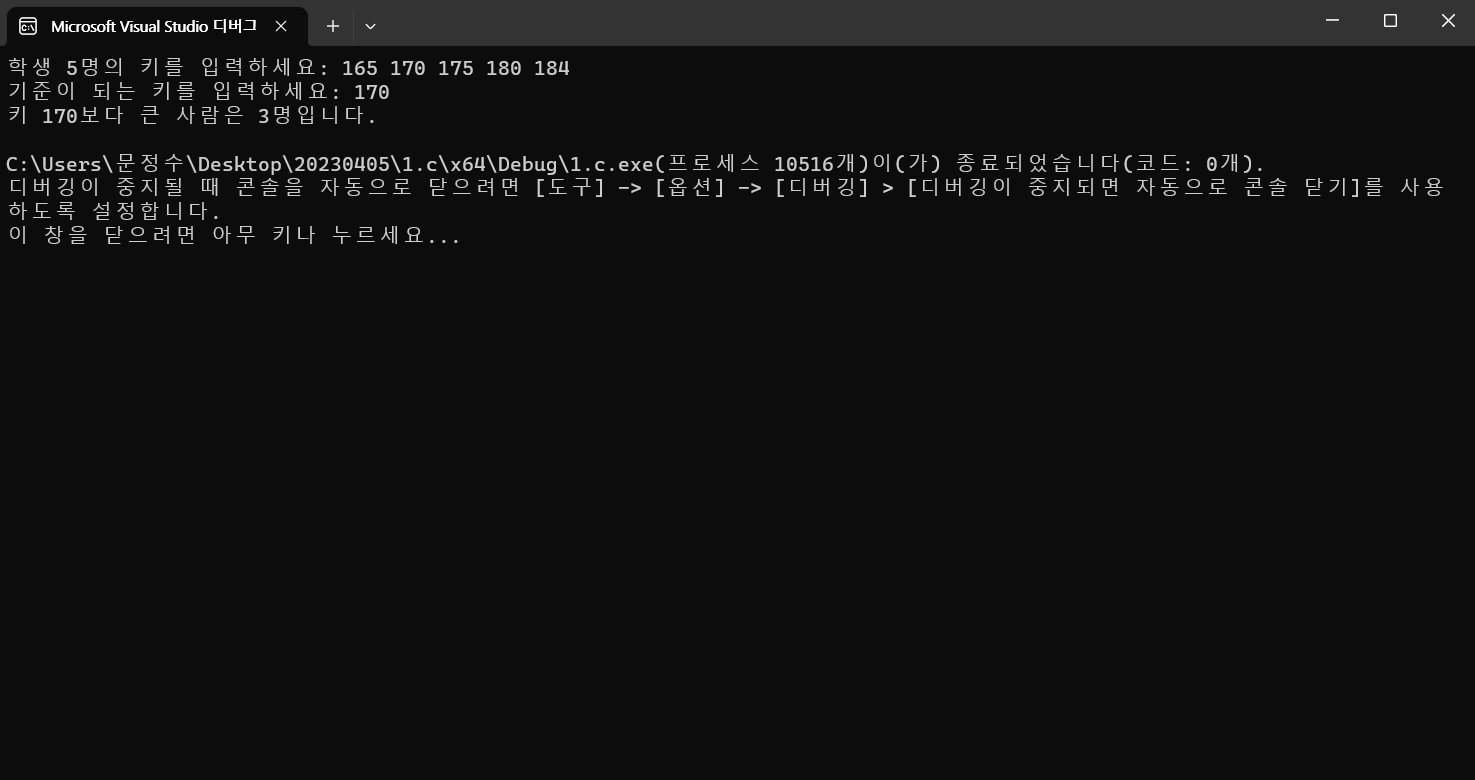 Microsoft Visual Studio 디버그
학생 5명의 키를 입력하세요: 165 170 175 180 184
기준이 되는 키를 입력하세요: 170
키 170보다 큰 사람은 3명입니다.
C:\Users\문정수\Desktop\20230405\1.c\x64\Debug\1.c.exe(프로세스 10516개)이(가) 종료되었습니다(코드: 0개).
디버깅이 중지될 때 콘솔을 자동으로 닫으려면 [도구] -> [옵션] -> [디버깅] > [디버깅이 중지되면 자동으로 콘솔 닫기]를 사용
하도록 설정합니다.
이 창을 닫으려면 아무 키나 누르세요...